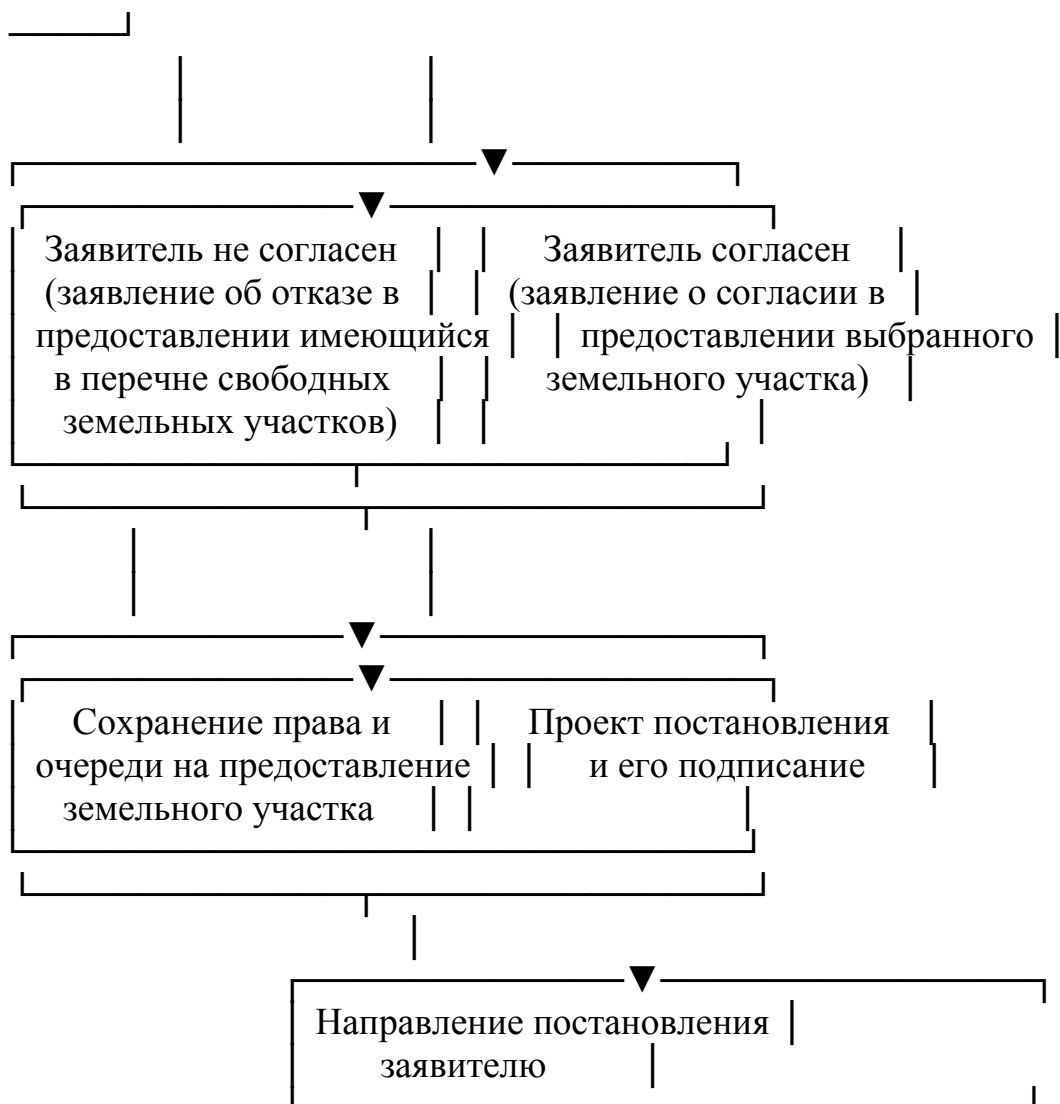 Заявитель не согласен
(заявление об отказе в
предоставлении имеющийся
в перечне свободных
земельных участков)
Заявитель согласен
(заявление о согласии в
предоставлении выбранного
земельного участка)
Сохранение права и
очереди на предоставление
земельного участка
Проект постановления
и его подписание
Направление постановления
заявителю